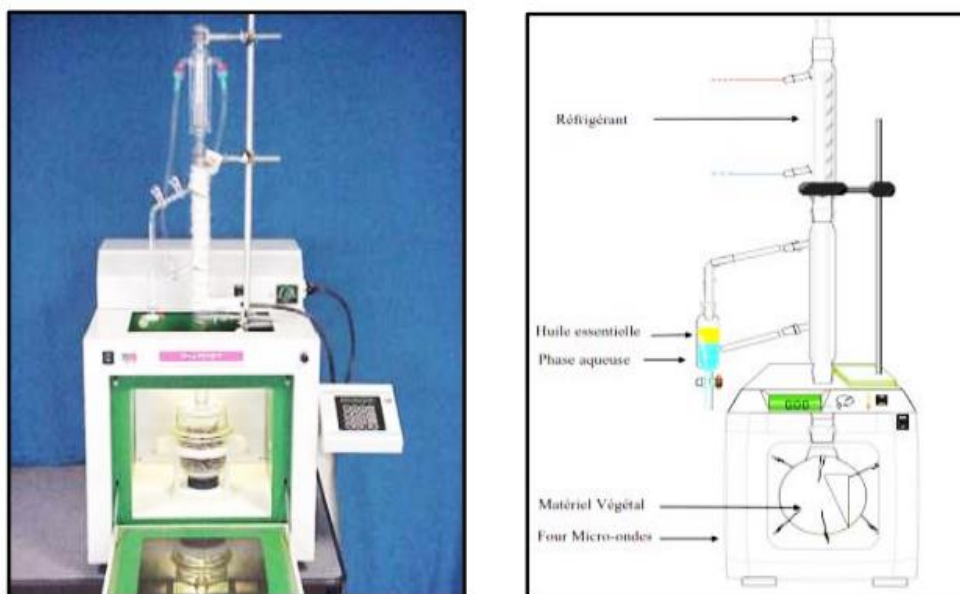 Réfrigérant
Huile essentielle
Phase aqueuse
Matériel Végétal
Four Micro-ondes